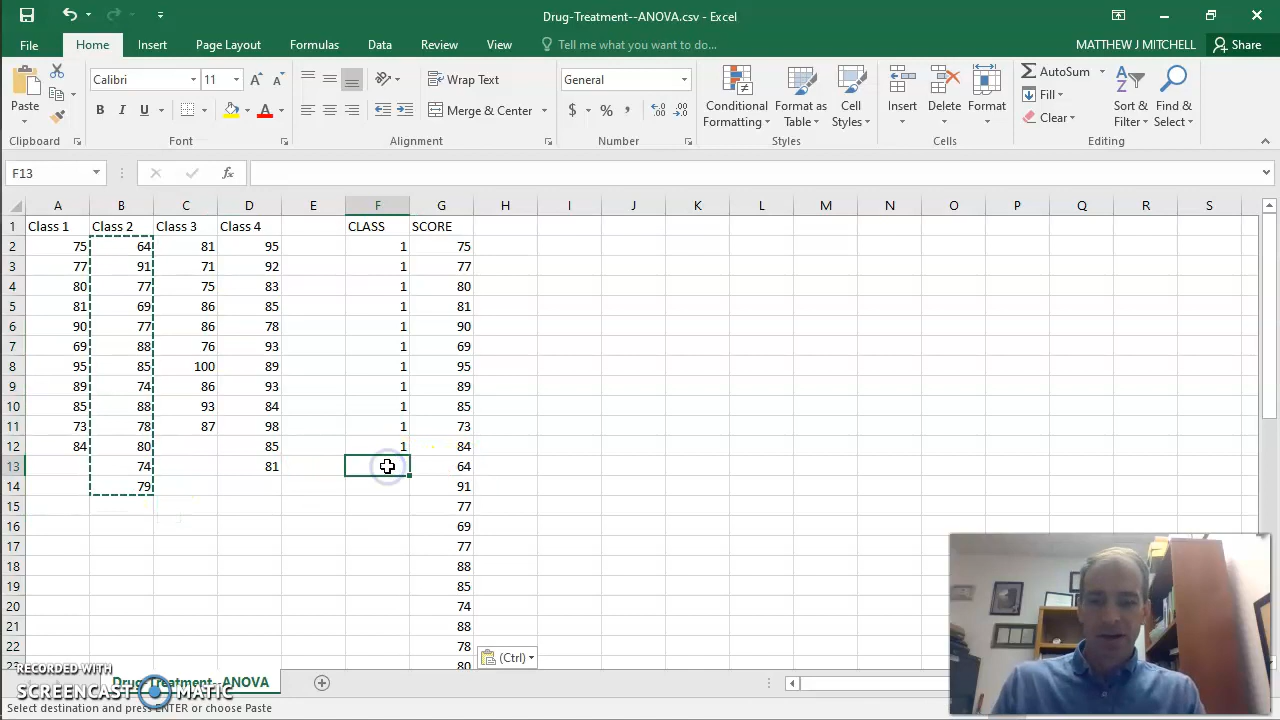 Drug-Treatment--ANOVA.csv - Excel
File Home Insert Page Layout Formulas Data Review View Tell me what you want to do... MATTHEW J MITCHELL Share
Paste Calibri 11 A A Wrap Text General AutoSum
B I U A Merge & Center $ % , Conditional Formatting Format as Table Cell Styles Insert Delete Format Fill Clear Sort & Filter Find & Select
Clipboard Font Alignment Number Styles Cells Editing
F13 fx
A B C D E F G H I J K L M N O P Q R S
1 Class 1 Class 2 Class 3 Class 4 CLASS SCORE
2 75 64 81 95 1 75
3 77 91 71 92 1 77
4 80 77 75 83 1 80
5 81 69 86 85 1 81
6 90 77 86 78 1 90
7 69 88 76 93 1 69
8 95 85 100 89 1 95
9 89 74 86 93 1 89
10 85 88 93 84 1 85
11 73 78 87 98 1 73
12 84 80 85 1 84
13 74 81 64
14 79 91
15 77
16 69
17 77
18 88
19 85
20 74
21 88
22 78
23 80
(Ctrl)
RECORDED WITH
SCREENCAST MATIC
Drug-Treatment--ANOVA
Select destination and press ENTER or choose Paste